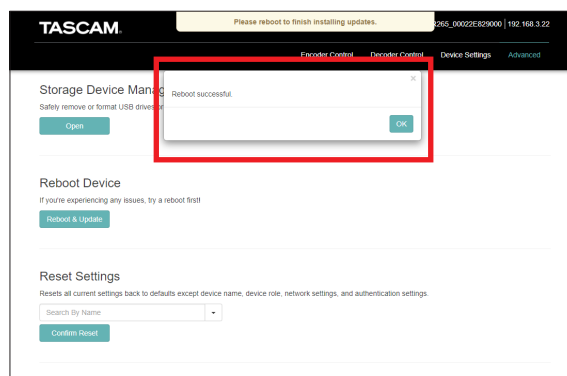 TASCAM.
Please reboot to finish installing updates.
265_00022E829000 | 192.168.3.22
Encoder Control Decoder Control Device Settings Advanced
Storage Device Manag
Safely remove or format USB drives or
Open
×
Reboot successful.
OK
Reboot Device
If you're experiencing any issues, try a reboot first!
Reboot & Update
Reset Settings
Resets all current settings back to defaults except device name, device role, network settings, and authentication settings.
Search By Name
Confirm Reset